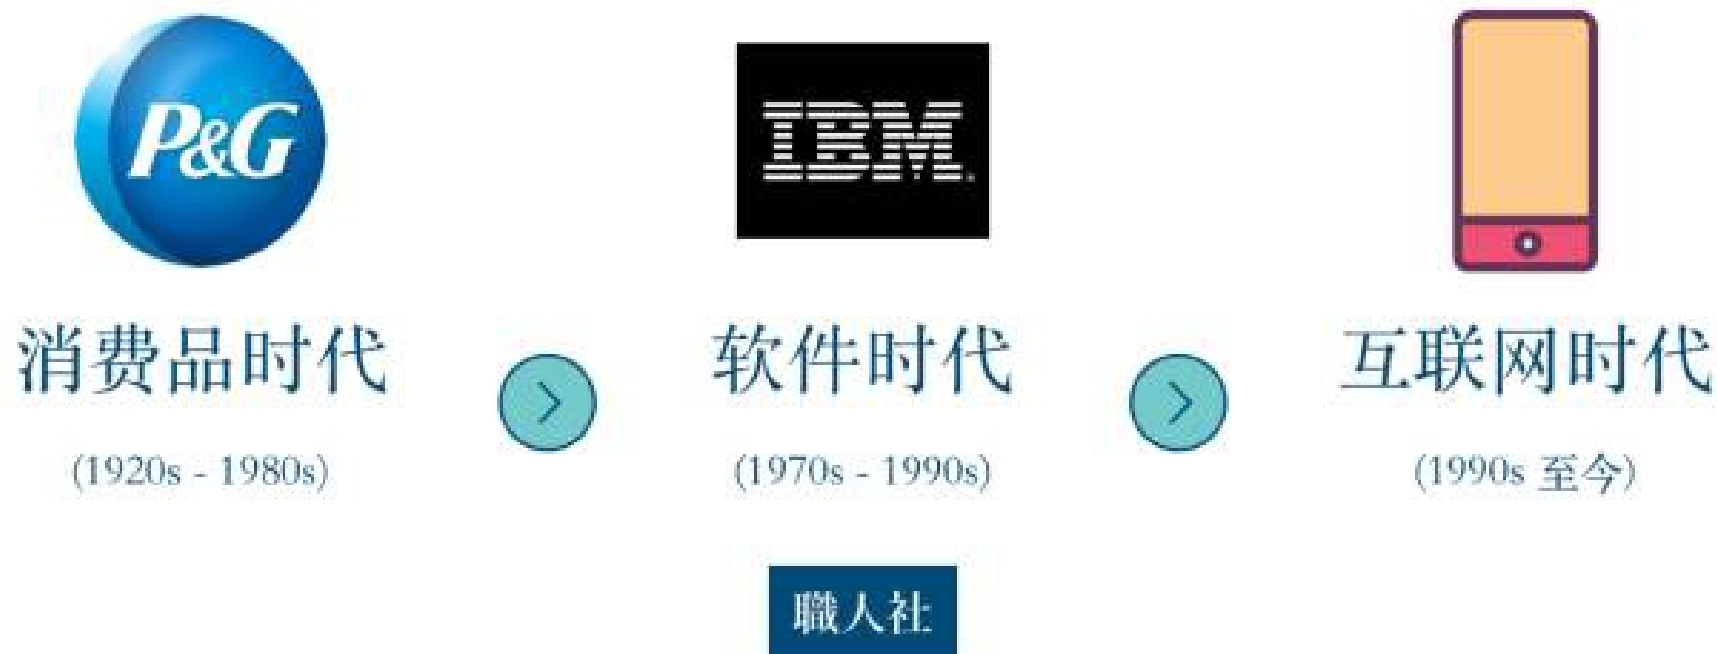 P&G
IBM
消费品时代
软件时代
互联网时代
(1920s - 1980s)
(1970s - 1990s)
(1990s 至今)
職人社